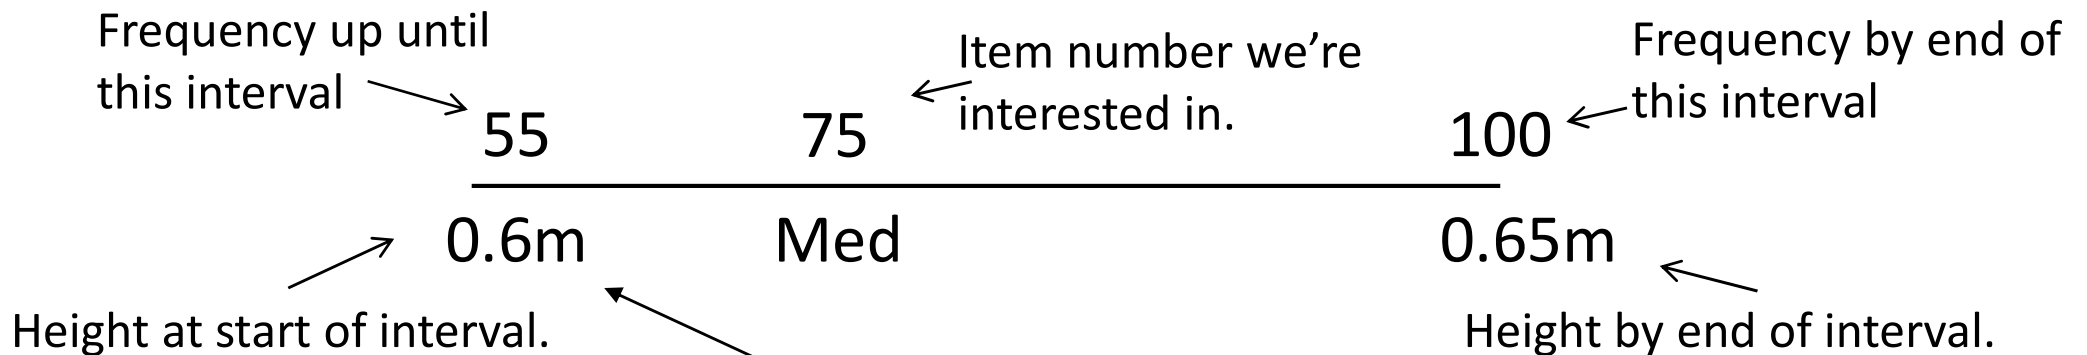 Frequency up until
this interval
Item number we’re
interested in.
Frequency by end of
this interval
55
75
100
0.6m
Med
0.65m
Height at start of interval.
Height by end of interval.